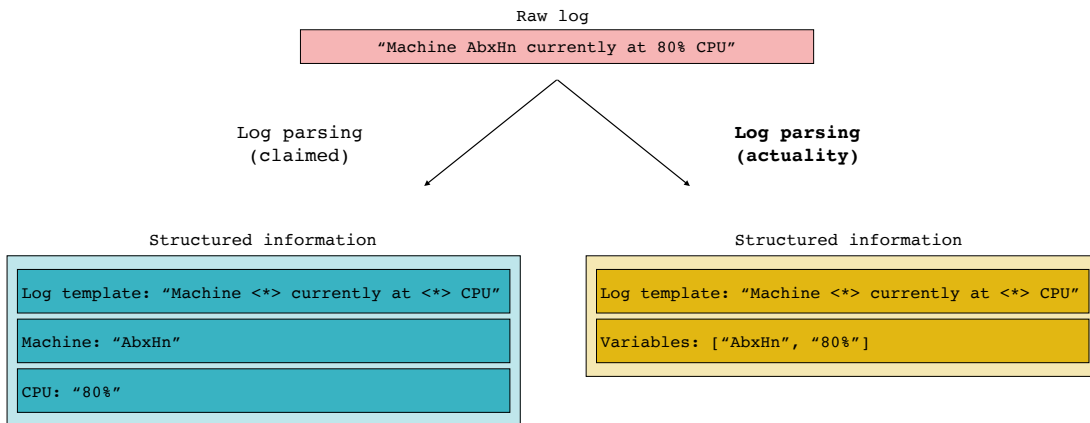 Raw log
“Machine AbxHn currently at 80% CPU”
Log parsing
(claimed)
Log parsing
(actuality)
Structured information
Log template: “Machine <*> currently at <*> CPU”
Machine: “AbxHn”
CPU: “80%”
Structured information
Log template: “Machine <*> currently at <*> CPU”
Variables: [“AbxHn”, “80%”]